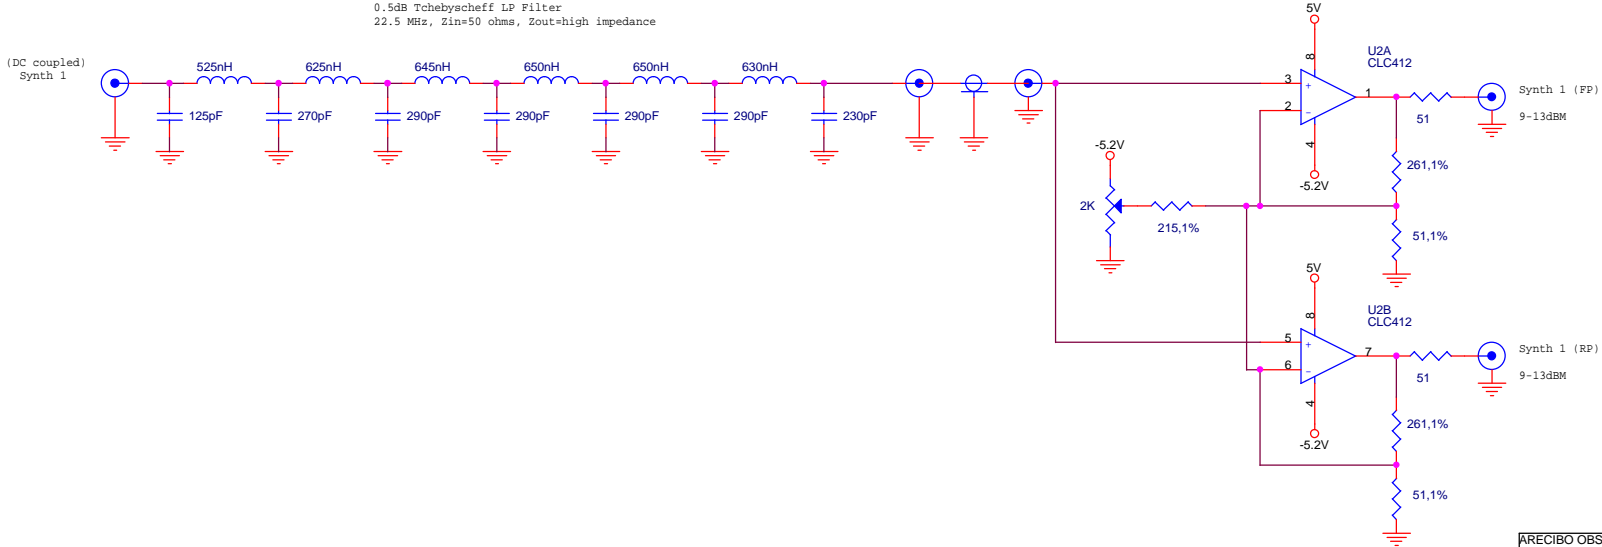 0.5dB Tchebyscheff LP Filter
22.5 MHz, Zin=50 ohms, Zout=high impedance
(DC coupled)
Synth 1
525nH
625nH
645nH
650nH
650nH
630nH
125pF
270pF
290pF
290pF
290pF
290pF
230pF
5V
8
U2A
CLC412
3
+
2
-
1
4
-5.2V
51
Synth 1 (FP)
9-13dBM
261,1%
51,1%
-5.2V
2K
215,1%
5V
8
U2B
CLC412
5
+
6
-
7
4
-5.2V
51
Synth 1 (RP)
9-13dBM
261,1%
51,1%
ARECIBO OBS